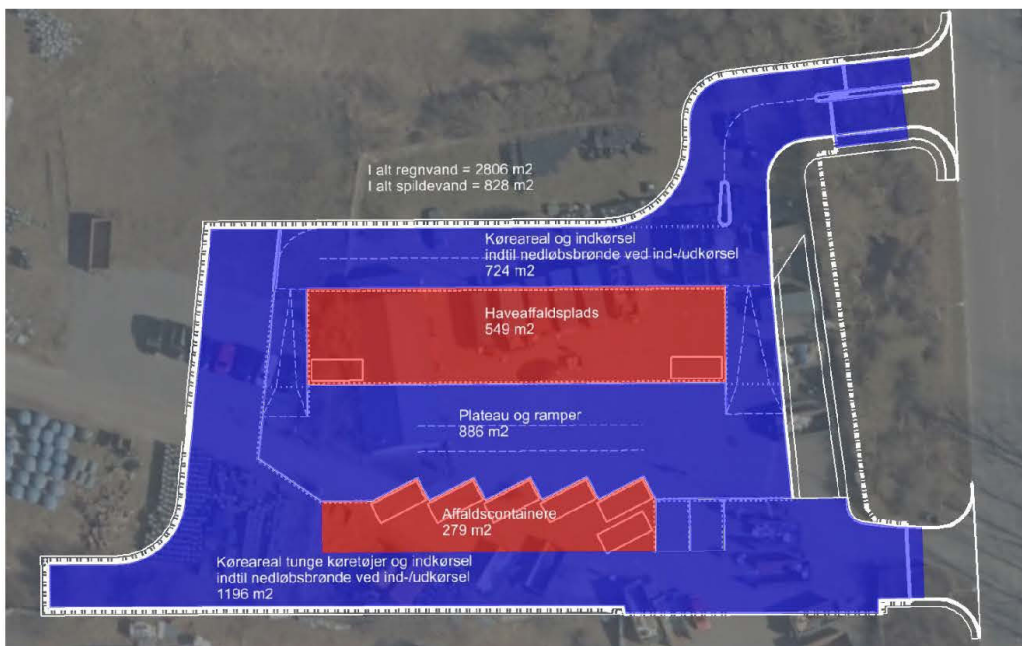 I alt regnvand = 2806 m2
I alt spildevand = 828 m2
Køreareal og indkørsel
indtil nedløbsbrønde ved ind-/udkørsel
724 m2
Haveaffaldsplads
549 m2
Plateau og ramper
886 m2
Affaldscontainere
279 m2
Køreareal tunge køretøjer og indkørsel
indtil nedløbsbrønde ved ind-/udkørsel
1196 m2